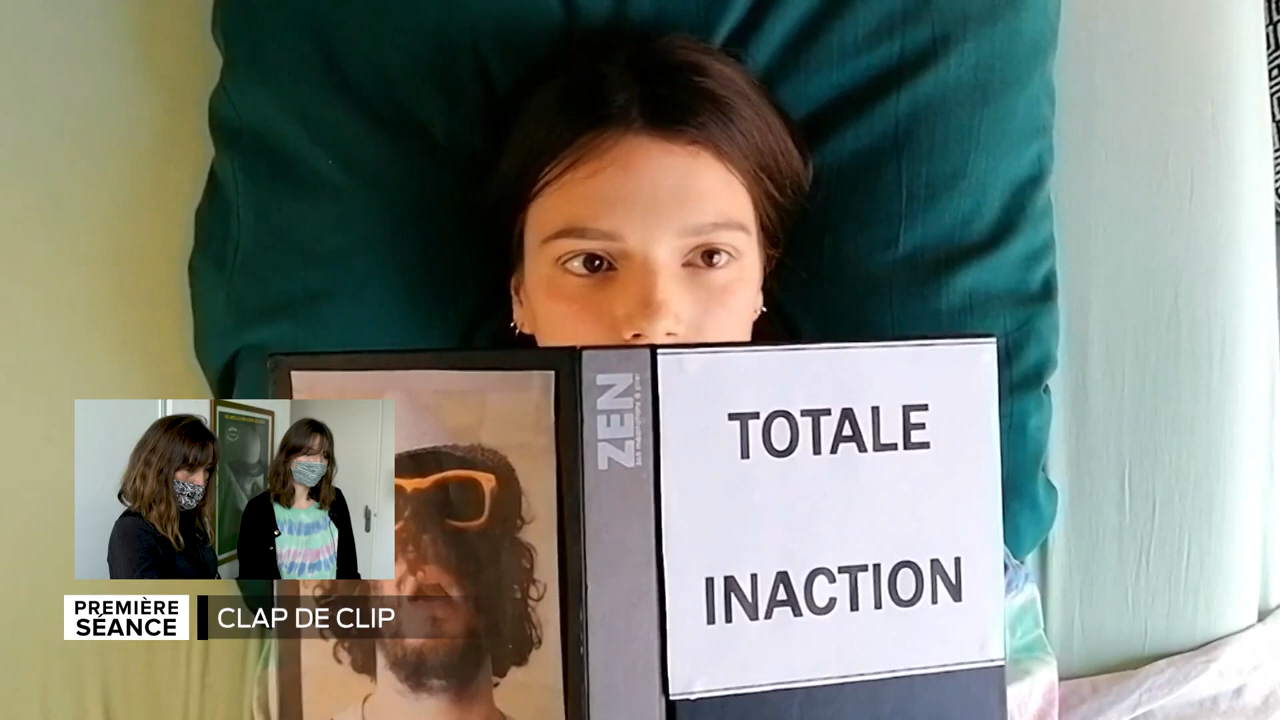 ZEN
TOTALE
INACTION
PREMIÈRE
SÉANCE
CLAP DE CLIP